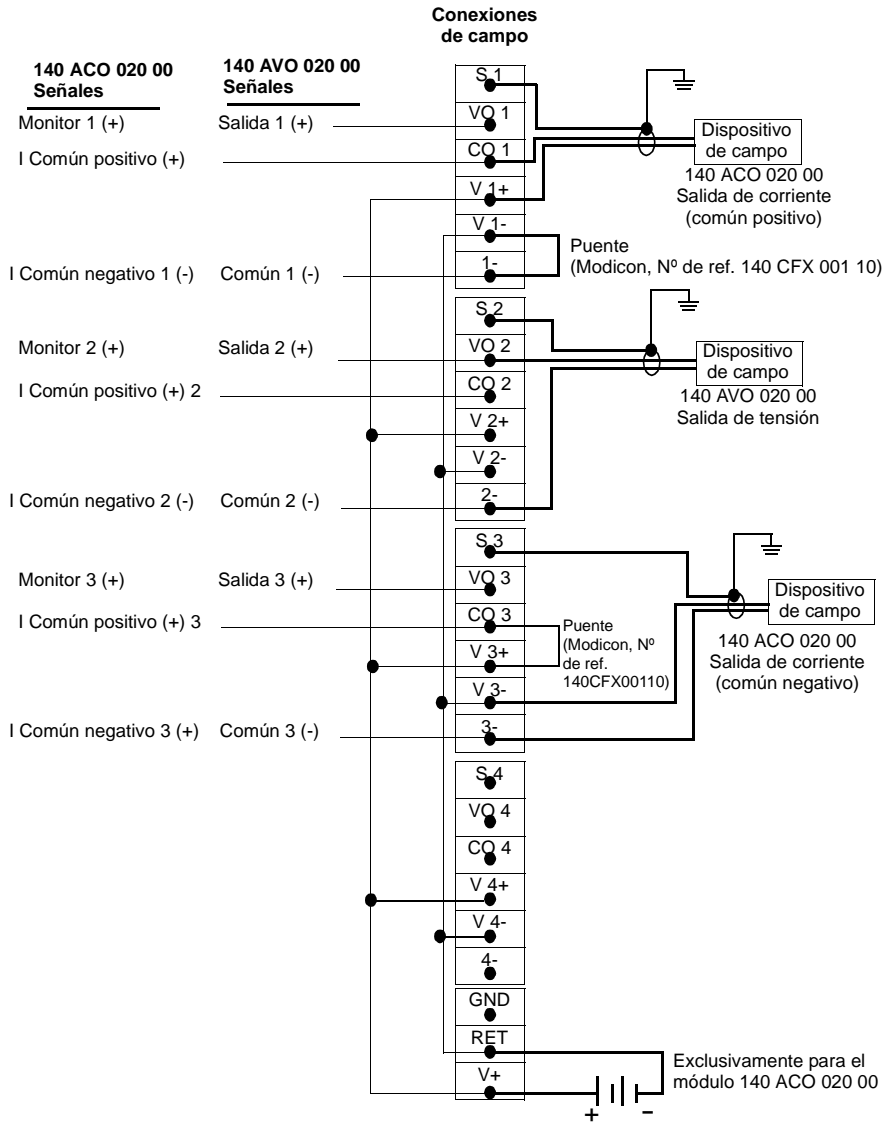 Conexiones
de campo
140 ACO 020 00
Señales
140 AVO 020 00
Señales
S 1
Monitor 1 (+)
Salida 1 (+)
VO 1
I Común positivo (+)
CO 1
V 1+
V 1-
I Común negativo 1 (-)
Común 1 (-)
1-
Dispositivo
de campo
140 ACO 020 00
Salida de corriente
(común positivo)
Puente
(Modicon, Nº de ref. 140 CFX 001 10)
S 2
Monitor 2 (+)
Salida 2 (+)
VO 2
I Común positivo (+) 2
CO 2
V 2+
V 2-
I Común negativo 2 (-)
Común 2 (-)
2-
Dispositivo
de campo
140 AVO 020 00
Salida de tensión
S 3
Monitor 3 (+)
Salida 3 (+)
VO 3
I Común positivo (+) 3
CO 3
V 3+
V 3-
I Común negativo 3 (+)
Común 3 (-)
3-
Puente
(Modicon, Nº
de ref.
140CFX00110)
Dispositivo
de campo
140 ACO 020 00
Salida de corriente
(común negativo)
S 4
VO 4
CO 4
V 4+
V 4-
4-
GND
RET
V+
Exclusivamente para el
módulo 140 ACO 020 00
+ -